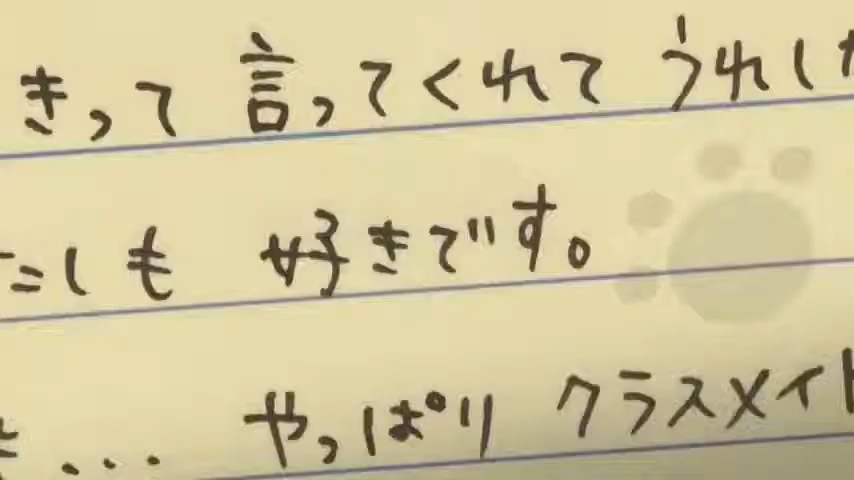 きって 言ってくれて うれし
しも 好きです。
... やっぱり クラスメイト